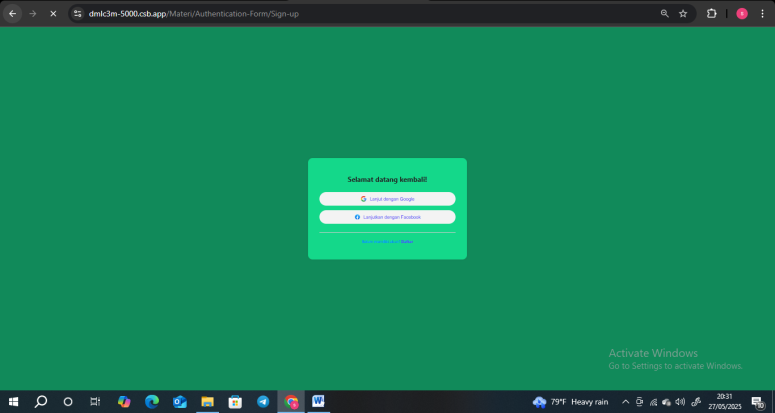 dmlc3m-5000.csb.app/Materi/Authentication-Form/Sign-up
Selamat datang kembali!
Lanjut dengan Google
Lanjutkan dengan Facebook
Daftar
Activate Windows
Go to Settings to activate Windows.
79°F Heavy rain
20:31
27/05/2025